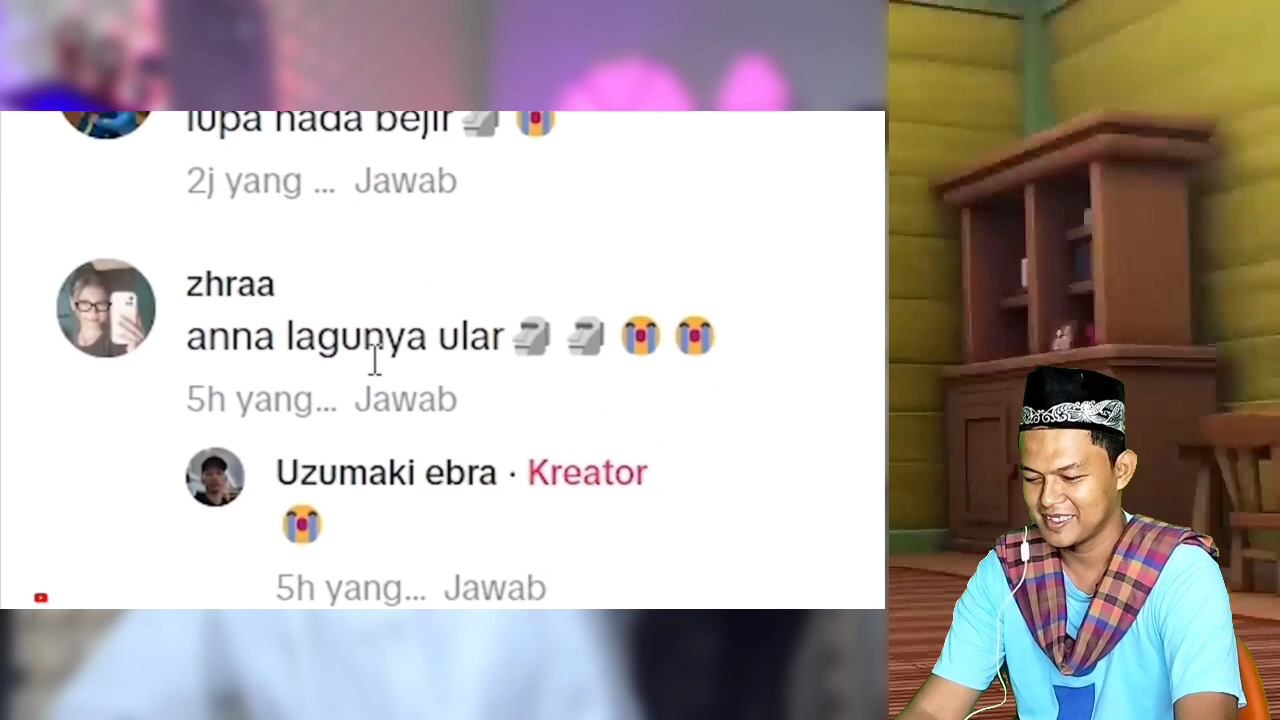 lupa nada bejir 🗿 😭
2j yang ... Jawab
zhraa
anna lagunya ular 🗿 🗿 😭 😭
5h yang... Jawab
Uzumaki ebra · Kreator
😭
5h yang... Jawab